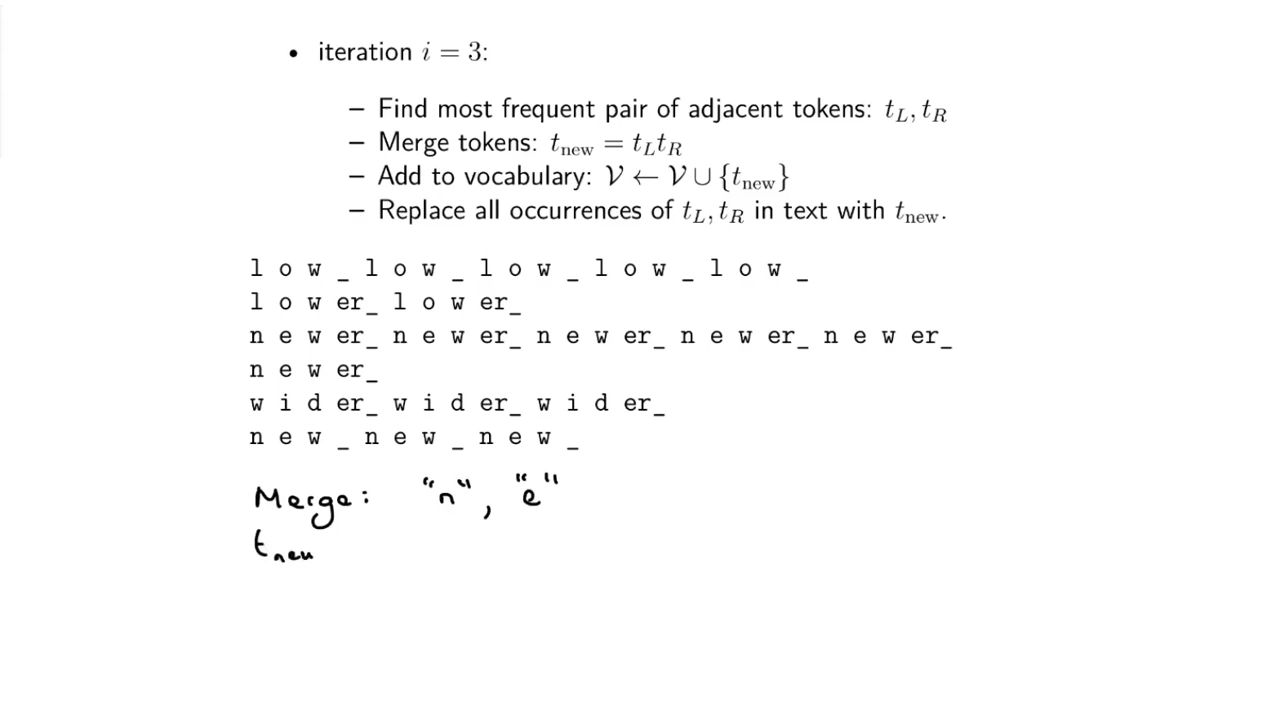 • iteration i = 3:
– Find most frequent pair of adjacent tokens: t_L, t_R
– Merge tokens: t_new = t_L t_R
– Add to vocabulary: 𝒱 ← 𝒱 ∪ {t_new}
– Replace all occurrences of t_L, t_R in text with t_new.
l o w _ l o w _ l o w _ l o w _ l o w _
l o w er_ l o w er_
n e w er_ n e w er_ n e w er_ n e w er_ n e w er_
n e w er_
w i d er_ w i d er_ w i d er_
n e w _ n e w _ n e w _
Merge: "n", "e"
t_new